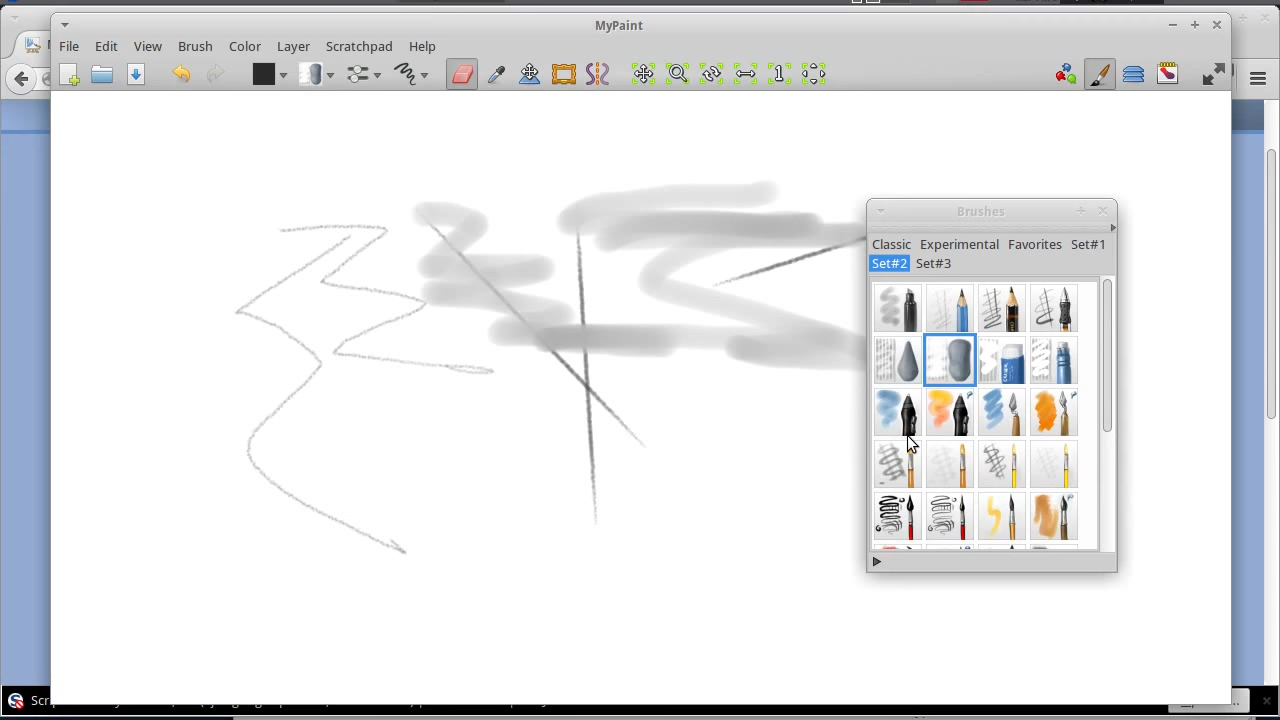 MyPaint
File Edit View Brush Color Layer Scratchpad Help
Brushes
Classic Experimental Favorites Set#1
Set#2 Set#3